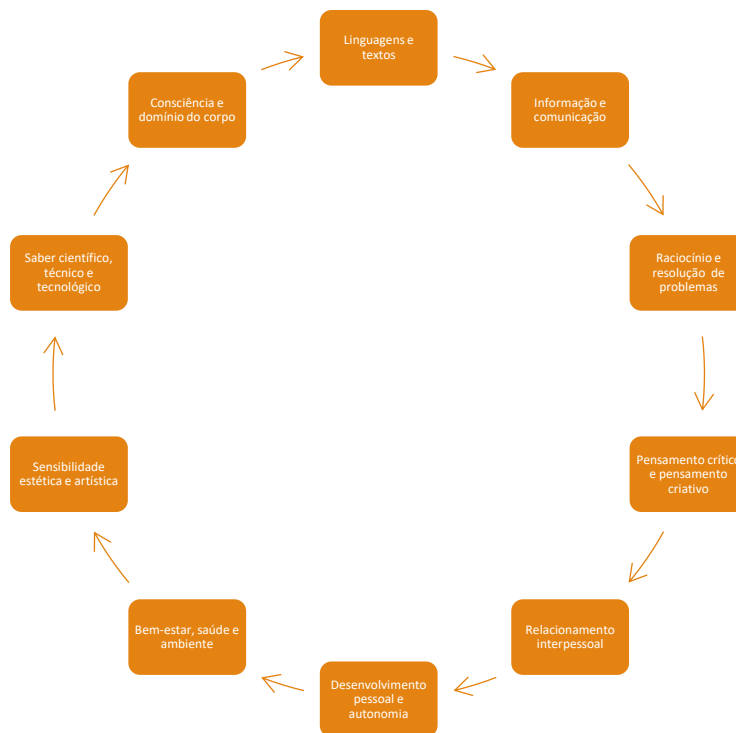 Linguagens e
textos
Informação e
comunicação
Raciocínio e
resolução de
problemas
Pensamento crítico
e pensamento
criativo
Relacionamento
interpessoal
Desenvolvimento
pessoal e
autonomia
Bem-estar, saúde e
ambiente
Sensibilidade
estética e artística
Saber científico,
técnico e
tecnológico
Consciência e
domínio do corpo